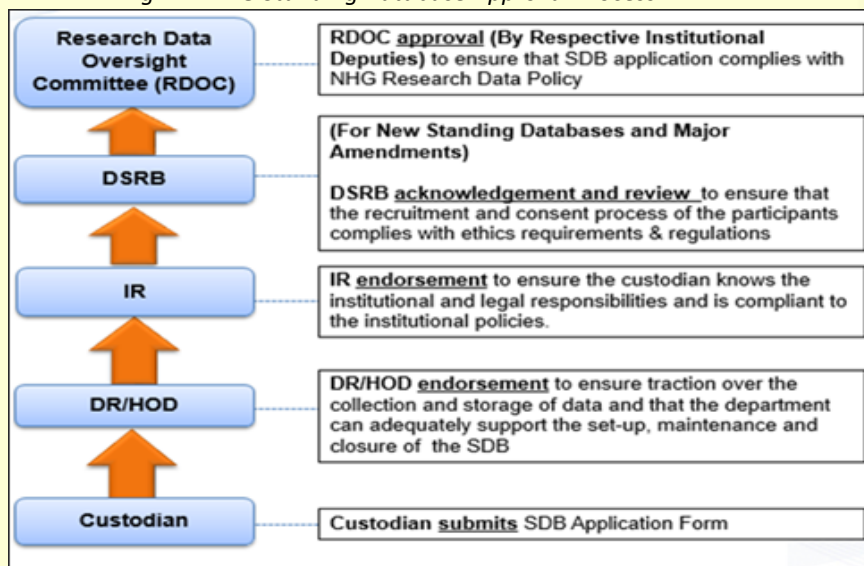 Standing Database Approval Process
Research Data
Oversight
Committee (RDOC)
RDOC approval (By Respective Institutional
Deputies) to ensure that SDB application complies with
NHG Research Data Policy
DSRB
(For New Standing Databases and Major
Amendments)
DSRB acknowledgement and review to ensure that
the recruitment and consent process of the participants
complies with ethics requirements & regulations
IR
IR endorsement to ensure the custodian knows the
institutional and legal responsibilities and is compliant to
the institutional policies.
DR/HOD
DR/HOD endorsement to ensure traction over the
collection and storage of data and that the department
can adequately support the set-up, maintenance and
closure of the SDB
Custodian
Custodian submits SDB Application Form